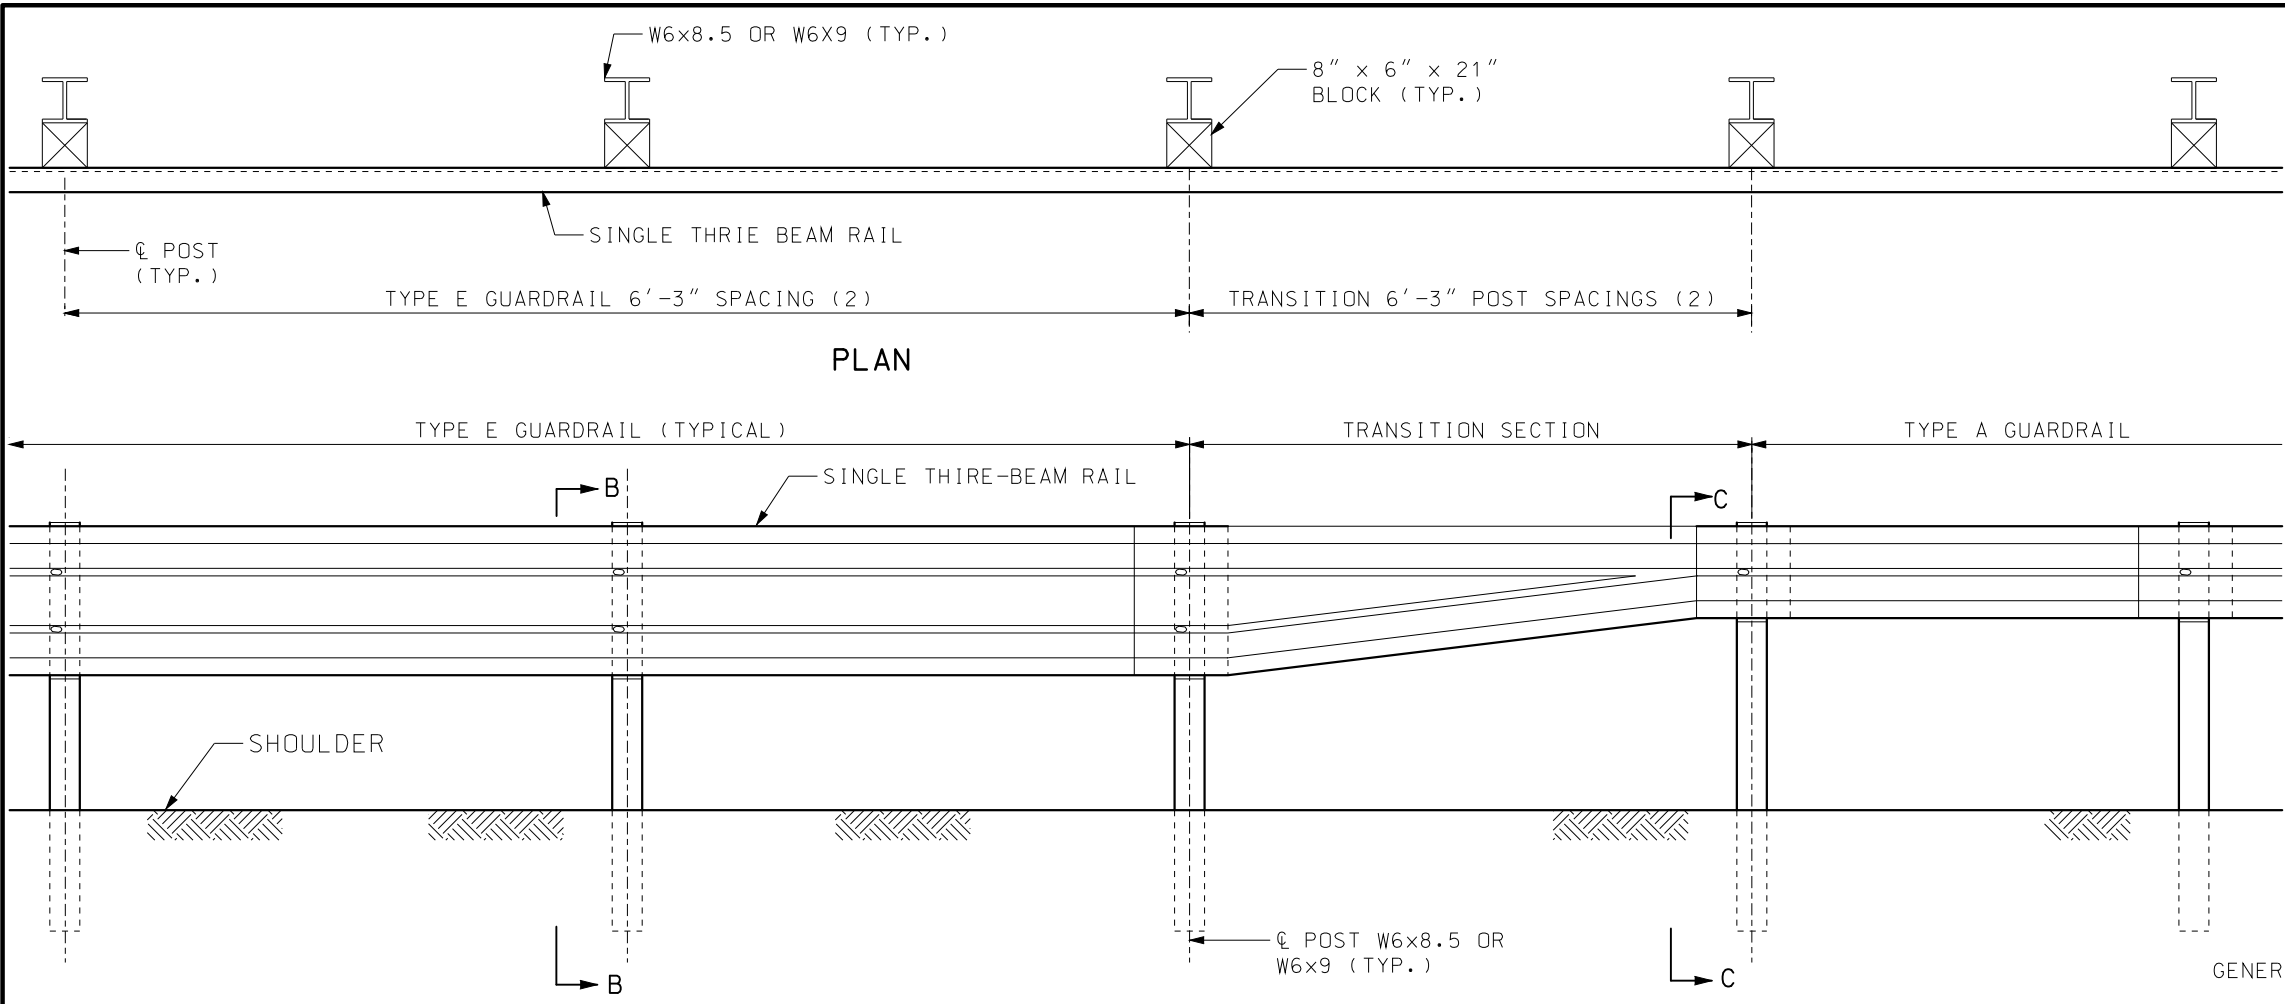 W6x8.5 OR W6X9 (TYP.)
8" x 6" x 21"
BLOCK (TYP.)
SINGLE THRIE BEAM RAIL
℄ POST
(TYP.)
TYPE E GUARDRAIL 6'-3" SPACING (2)
TRANSITION 6'-3" POST SPACINGS (2)
PLAN
TYPE E GUARDRAIL (TYPICAL)
TRANSITION SECTION
TYPE A GUARDRAIL
SINGLE THIRE-BEAM RAIL
B
C
SHOULDER
℄ POST W6x8.5 OR
W6x9 (TYP.)
B
C
GENER